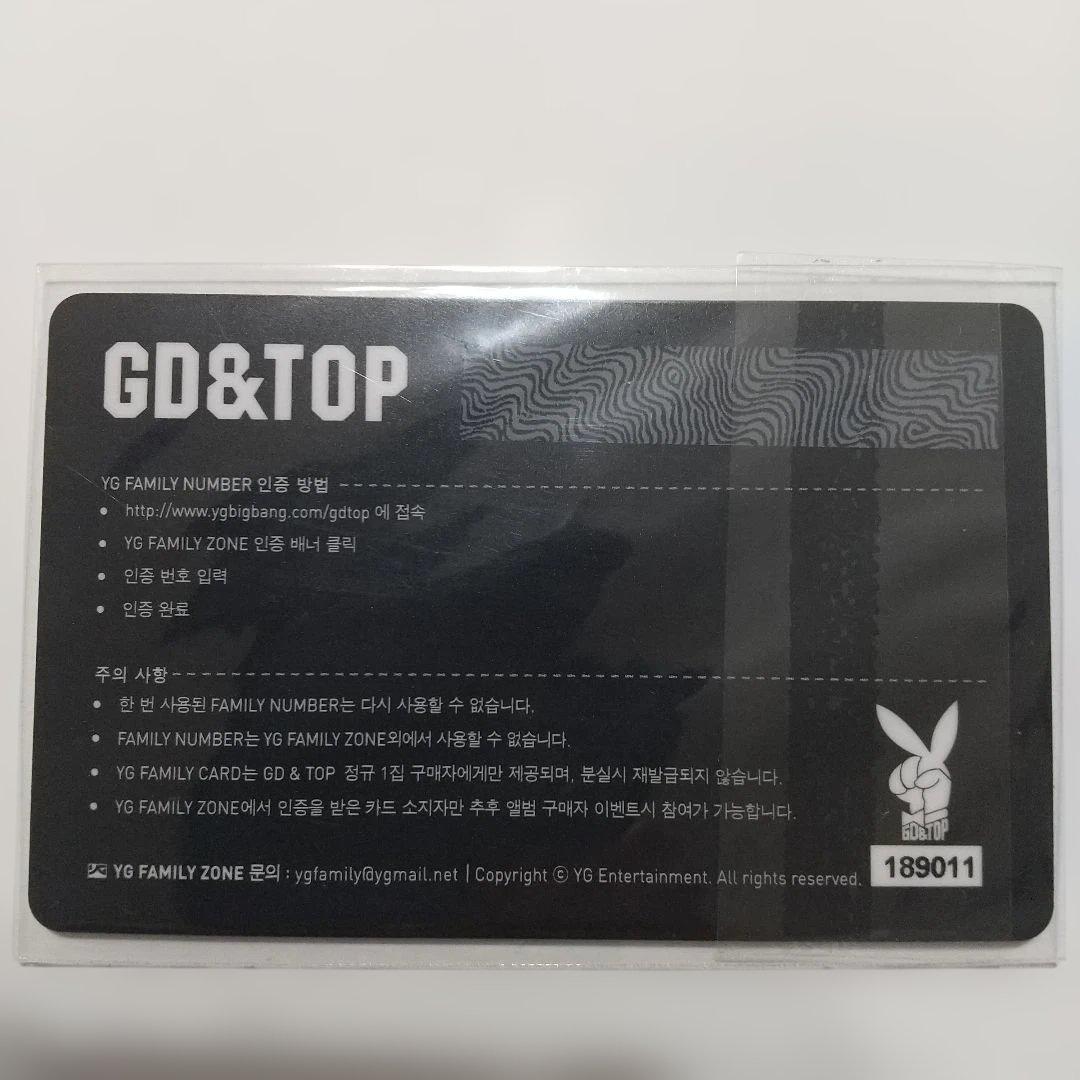 GD&TOP
YG FAMILY NUMBER 인증 방법
http://www.ygbigbang.com/gdtop 에 접속
YG FAMILY ZONE 인증 배너 클릭
인증 번호 입력
인증 완료
주의 사항
한 번 사용된 FAMILY NUMBER는 다시 사용할 수 없습니다.
FAMILY NUMBER는 YG FAMILY ZONE외에서 사용할 수 없습니다.
YG FAMILY CARD는 GD & TOP 정규 1집 구매자에게만 제공되며, 분실시 재발급되지 않습니다.
YG FAMILY ZONE에서 인증을 받은 카드 소지자만 추후 앨범 구매자 이벤트시 참여가 가능합니다.
GD&TOP
189011
YG FAMILY ZONE 문의 : ygfamily@ygmail.net | Copyright ⓒ YG Entertainment. All rights reserved.